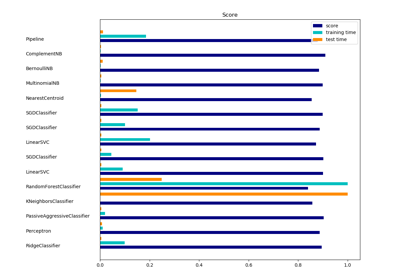 Score
score
training time
test time
Pipeline
ComplementNB
BernoulliNB
MultinomialNB
NearestCentroid
SGDClassifier
SGDClassifier
LinearSVC
SGDClassifier
LinearSVC
RandomForestClassifier
KNeighborsClassifier
PassiveAggressiveClassifier
Perceptron
RidgeClassifier
0.0 0.2 0.4 0.6 0.8 1.0